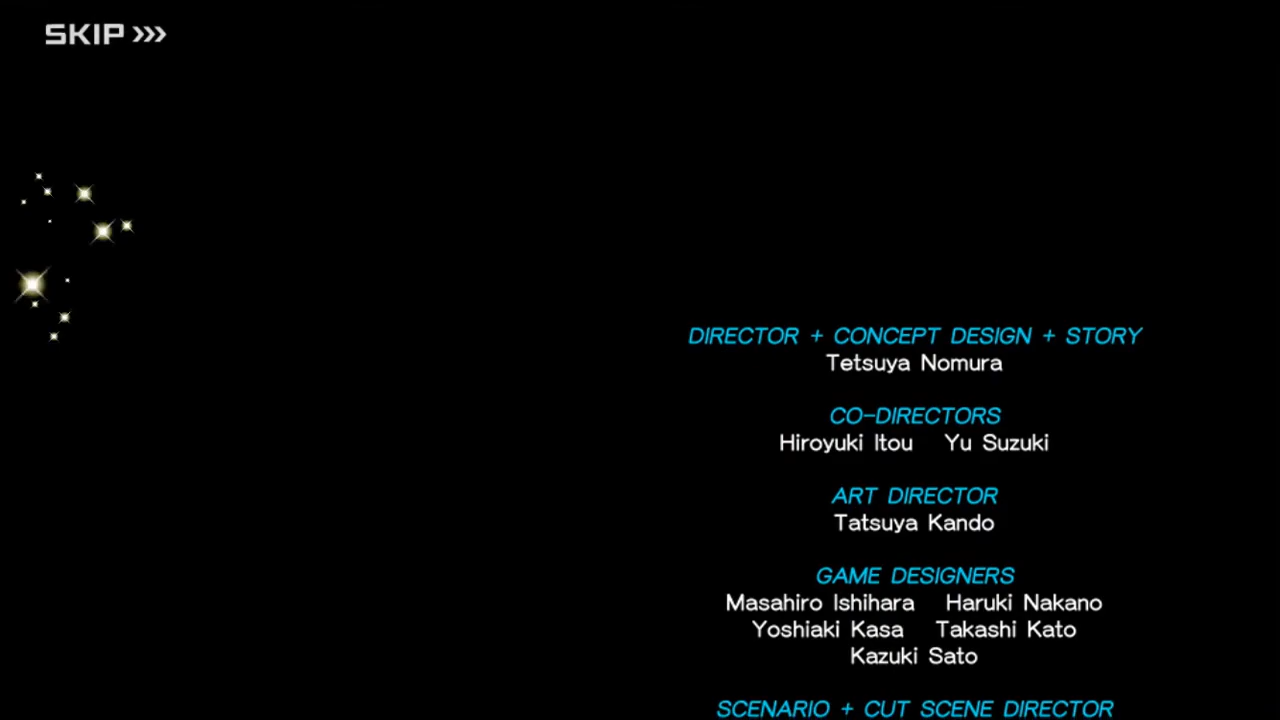 SKIP >>>
DIRECTOR + CONCEPT DESIGN + STORY
Tetsuya Nomura
CO-DIRECTORS
Hiroyuki Itou Yu Suzuki
ART DIRECTOR
Tatsuya Kando
GAME DESIGNERS
Masahiro Ishihara Haruki Nakano
Yoshiaki Kasa Takashi Kato
Kazuki Sato
SCENARIO + CUT SCENE DIRECTOR